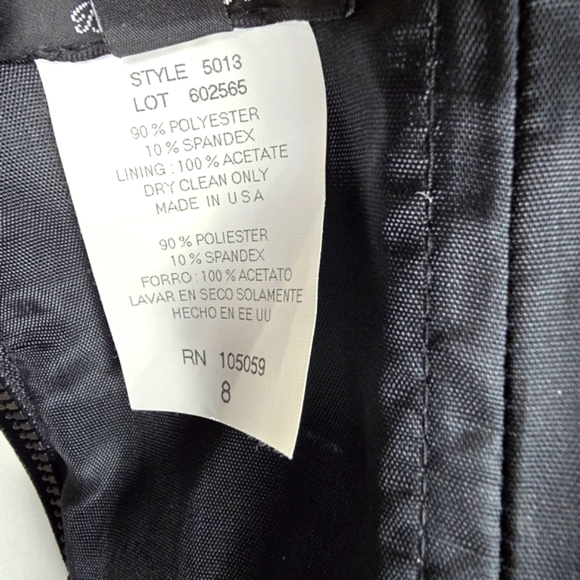 STYLE 5013
LOT 602565
90% POLYESTER
10% SPANDEX
LINING : 100% ACETATE
DRY CLEAN ONLY
MADE IN USA
90% POLIESTER
10% SPANDEX
FORRO : 100% ACETATO
LAVAR EN SECO SOLAMENTE
HECHO EN EE UU
RN 105059
8